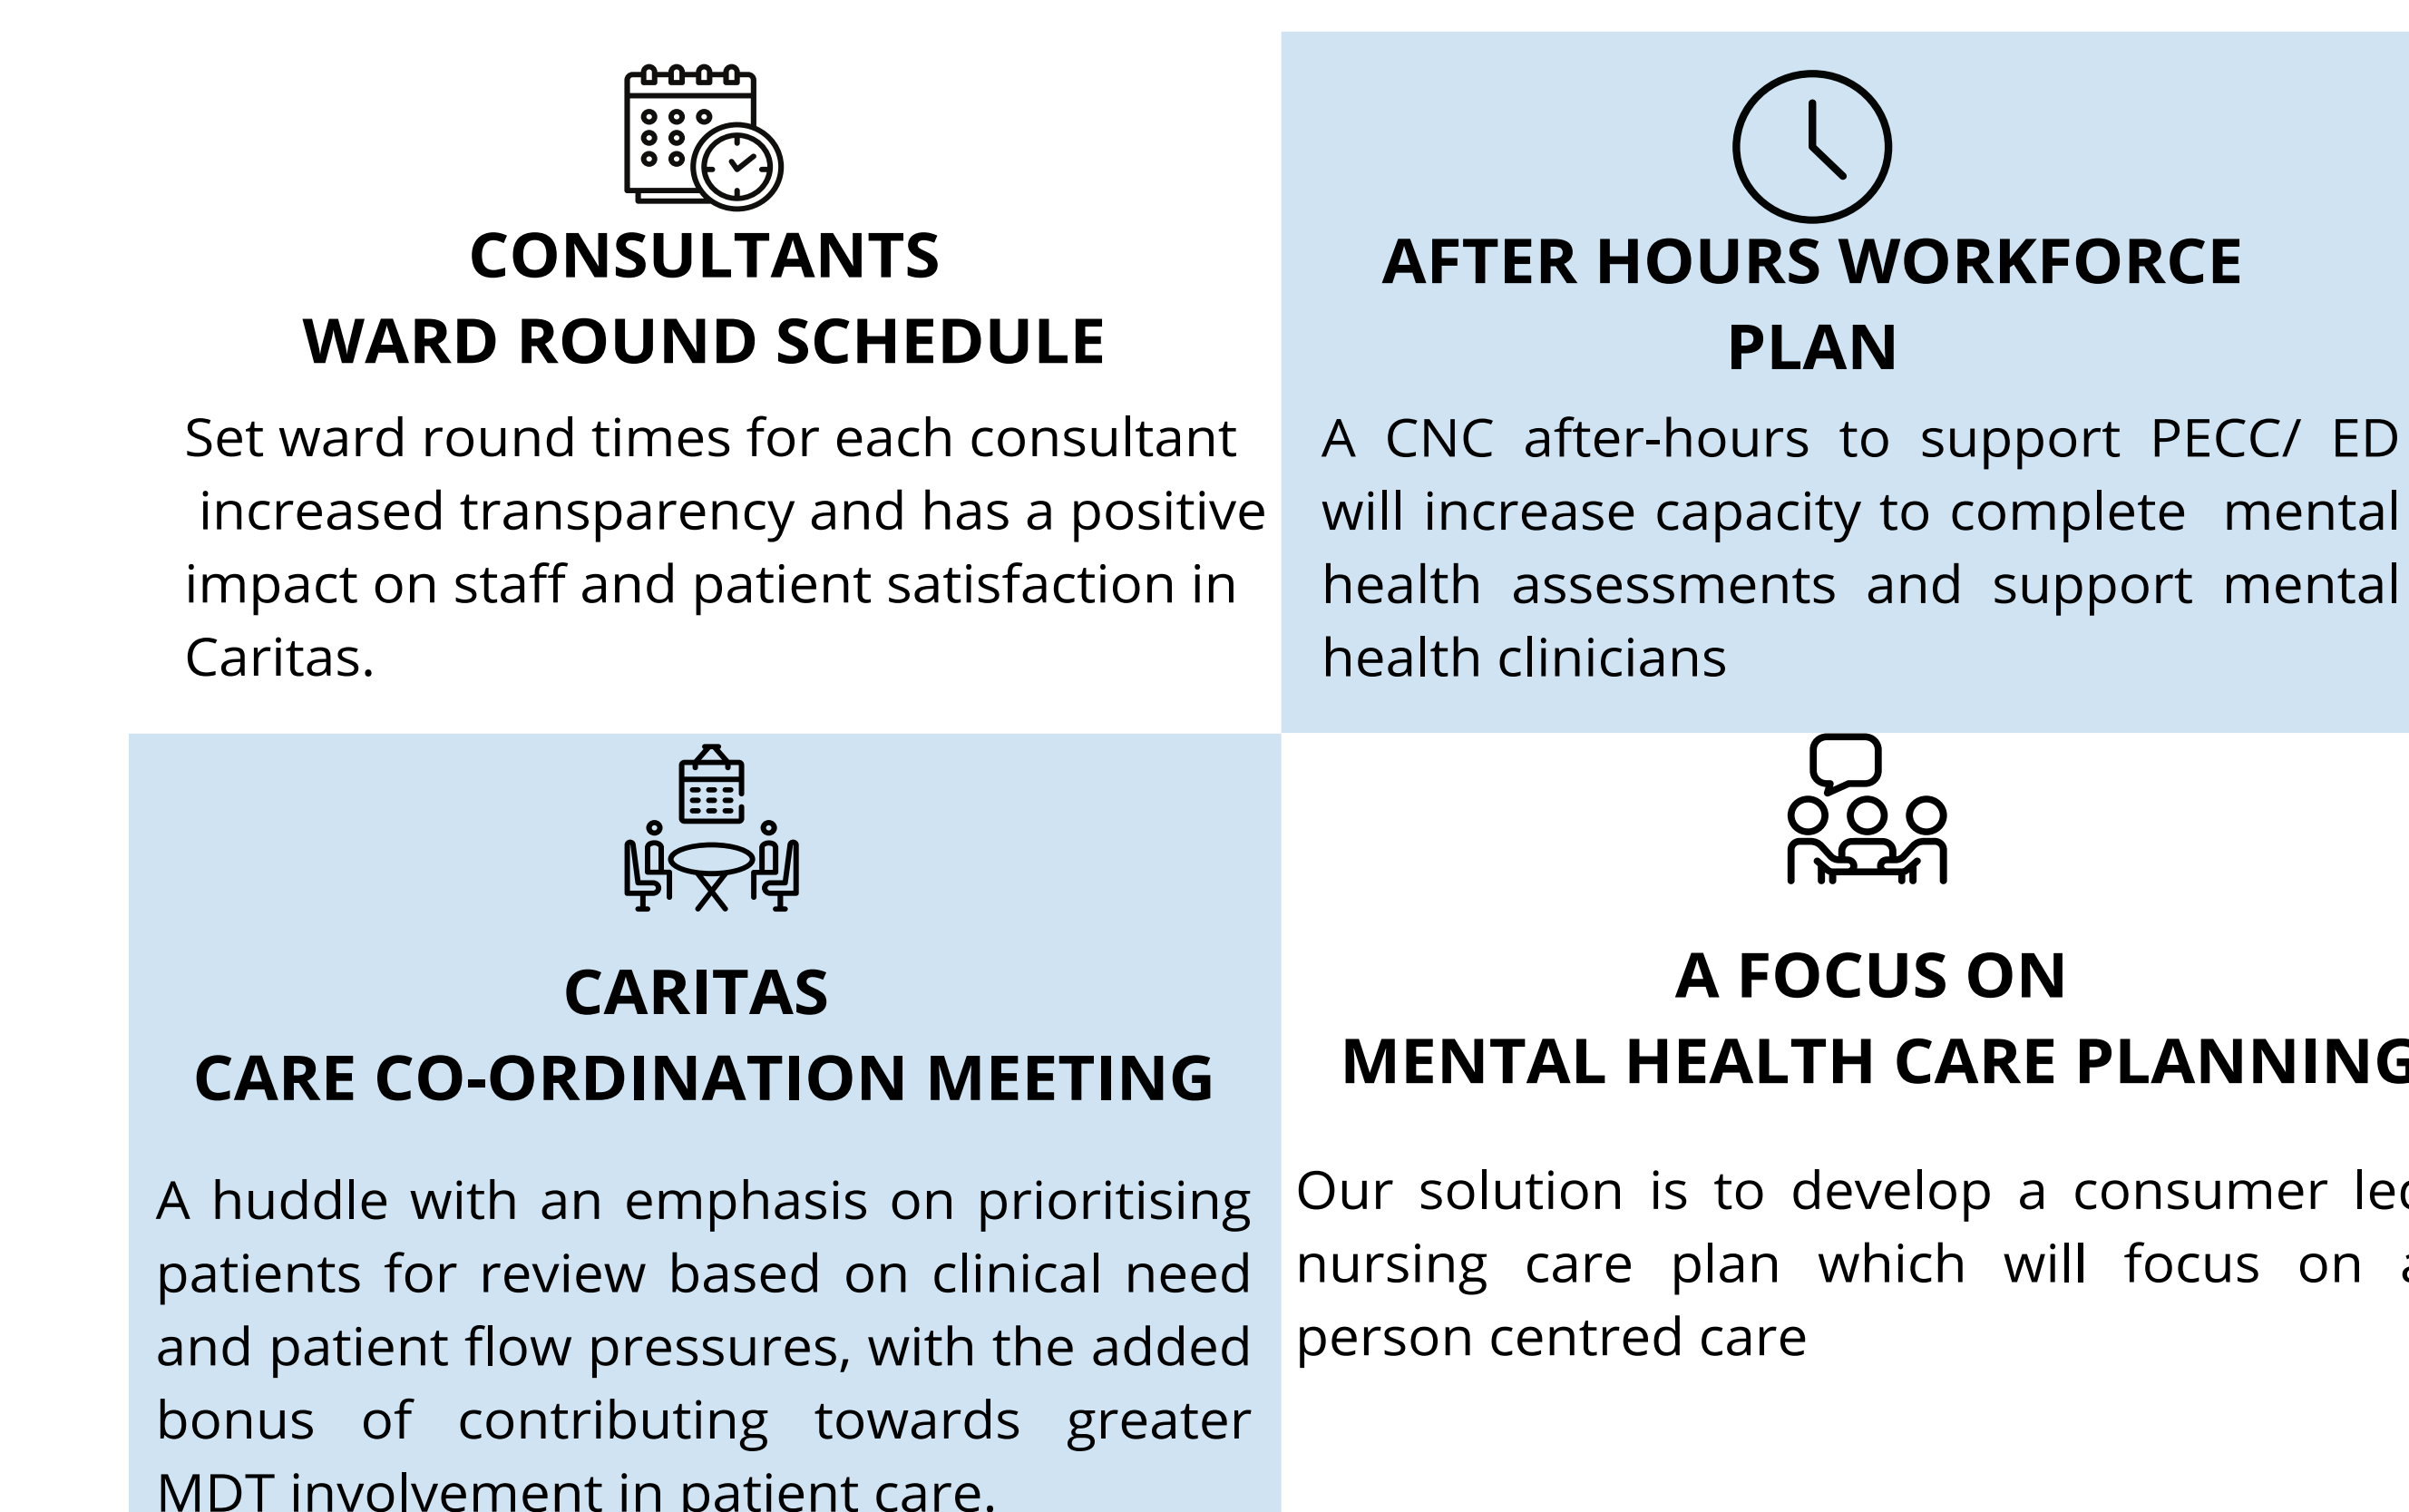 CONSULTANTS
WARD ROUND SCHEDULE
Set ward round times for each consultant
increased transparency and has a positive
impact on staff and patient satisfaction in
Caritas.
AFTER HOURS WORKFORCE
PLAN
A CNC after-hours to support PECC/ ED
will increase capacity to complete mental
health assessments and support mental
health clinicians
CARITAS
CARE CO-ORDINATION MEETING
A huddle with an emphasis on prioritising
patients for review based on clinical need
and patient flow pressures, with the added
bonus of contributing towards greater
MDT involvement in patient care.
A FOCUS ON
MENTAL HEALTH CARE PLANNING
Our solution is to develop a consumer led
nursing care plan which will focus on a
person centred care